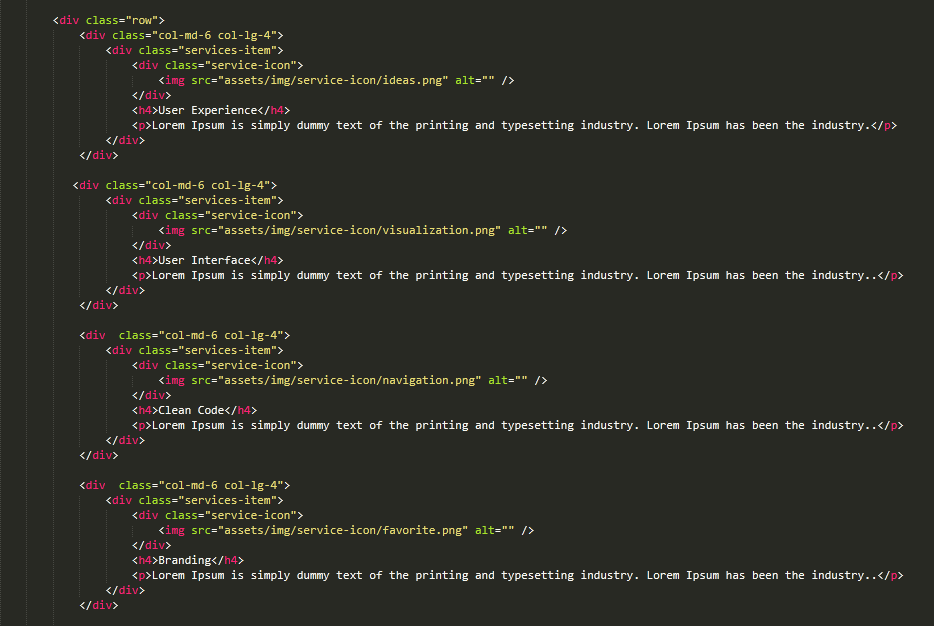 <div class="row">
<div class="col-md-6 col-lg-4">
<div class="services-item">
<div class="service-icon">
<img src="assets/img/service-icon/ideas.png" alt="" />
</div>
<h4>User Experience</h4>
<p>Lorem Ipsum is simply dummy text of the printing and typesetting industry. Lorem Ipsum has been the industry.</p>
</div>
</div>
<div class="col-md-6 col-lg-4">
<div class="services-item">
<div class="service-icon">
<img src="assets/img/service-icon/visualization.png" alt="" />
</div>
<h4>User Interface</h4>
<p>Lorem Ipsum is simply dummy text of the printing and typesetting industry. Lorem Ipsum has been the industry..</p>
</div>
</div>
<div  class="col-md-6 col-lg-4">
<div class="services-item">
<div class="service-icon">
<img src="assets/img/service-icon/navigation.png" alt="" />
</div>
<h4>Clean Code</h4>
<p>Lorem Ipsum is simply dummy text of the printing and typesetting industry. Lorem Ipsum has been the industry..</p>
</div>
</div>
<div  class="col-md-6 col-lg-4">
<div class="services-item">
<div class="service-icon">
<img src="assets/img/service-icon/favorite.png" alt="" />
</div>
<h4>Branding</h4>
<p>Lorem Ipsum is simply dummy text of the printing and typesetting industry. Lorem Ipsum has been the industry..</p>
</div>
</div>